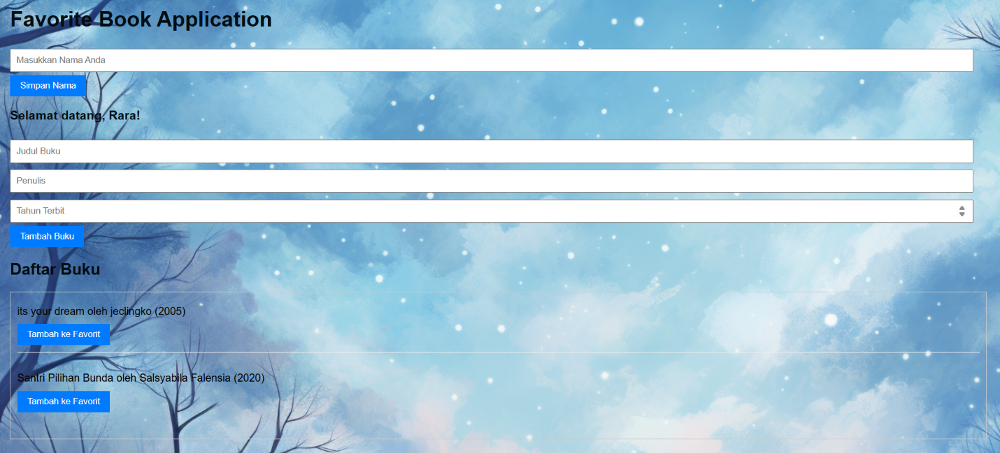 Favorite Book Application
Masukkan Nama Anda
Simpan Nama
Selamat datang, Rara!
Judul Buku
Penulis
Tahun Terbit
Tambah Buku
Daftar Buku
its your dream oleh jeclingko (2005)
Tambah ke Favorit
Santri Pilihan Bunda oleh Salsyabila Falensia (2020)
Tambah ke Favorit